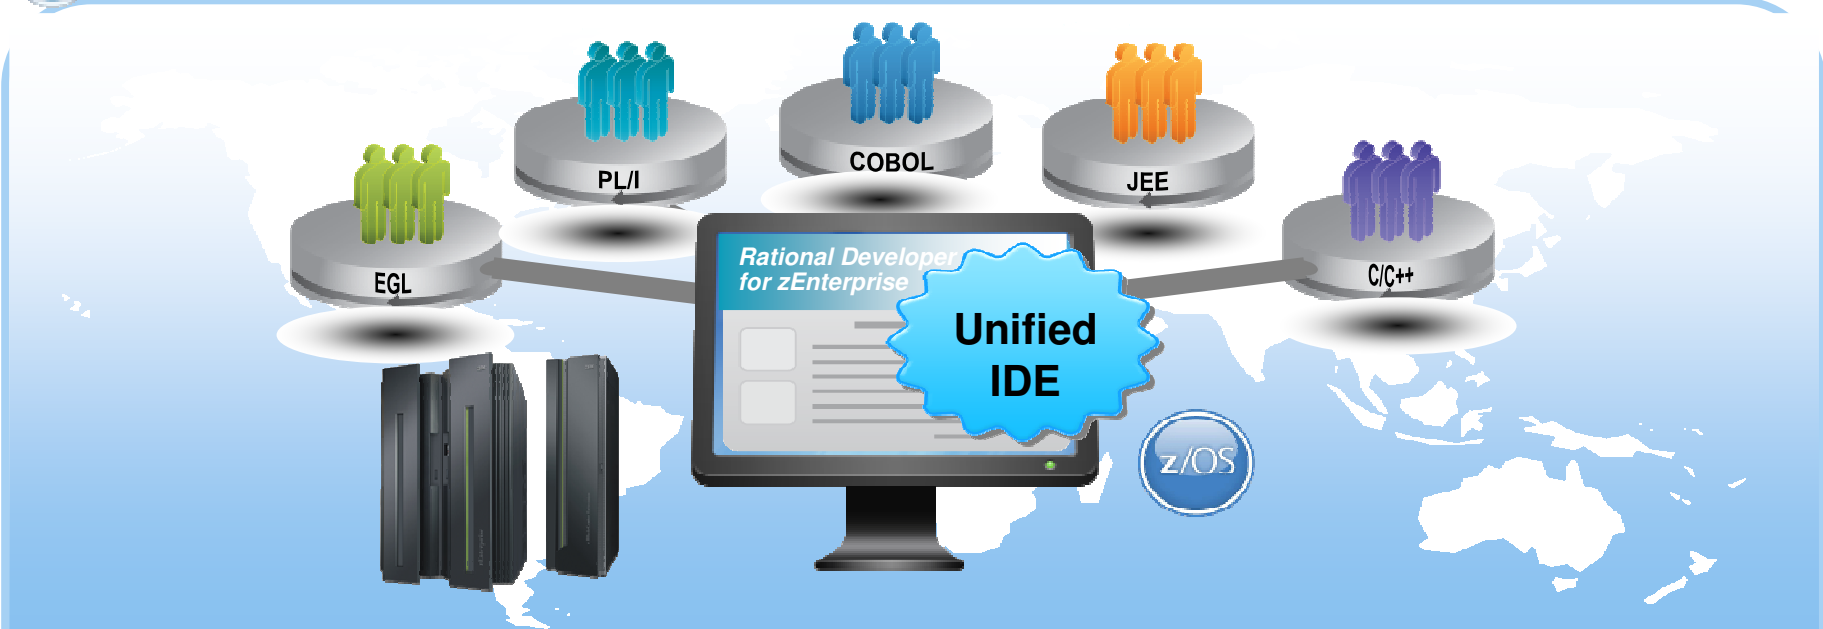 COBOL
PL/I
JEE
EGL
C/C++
Rational Developer
for zEnterprise
Unified
IDE
z/OS